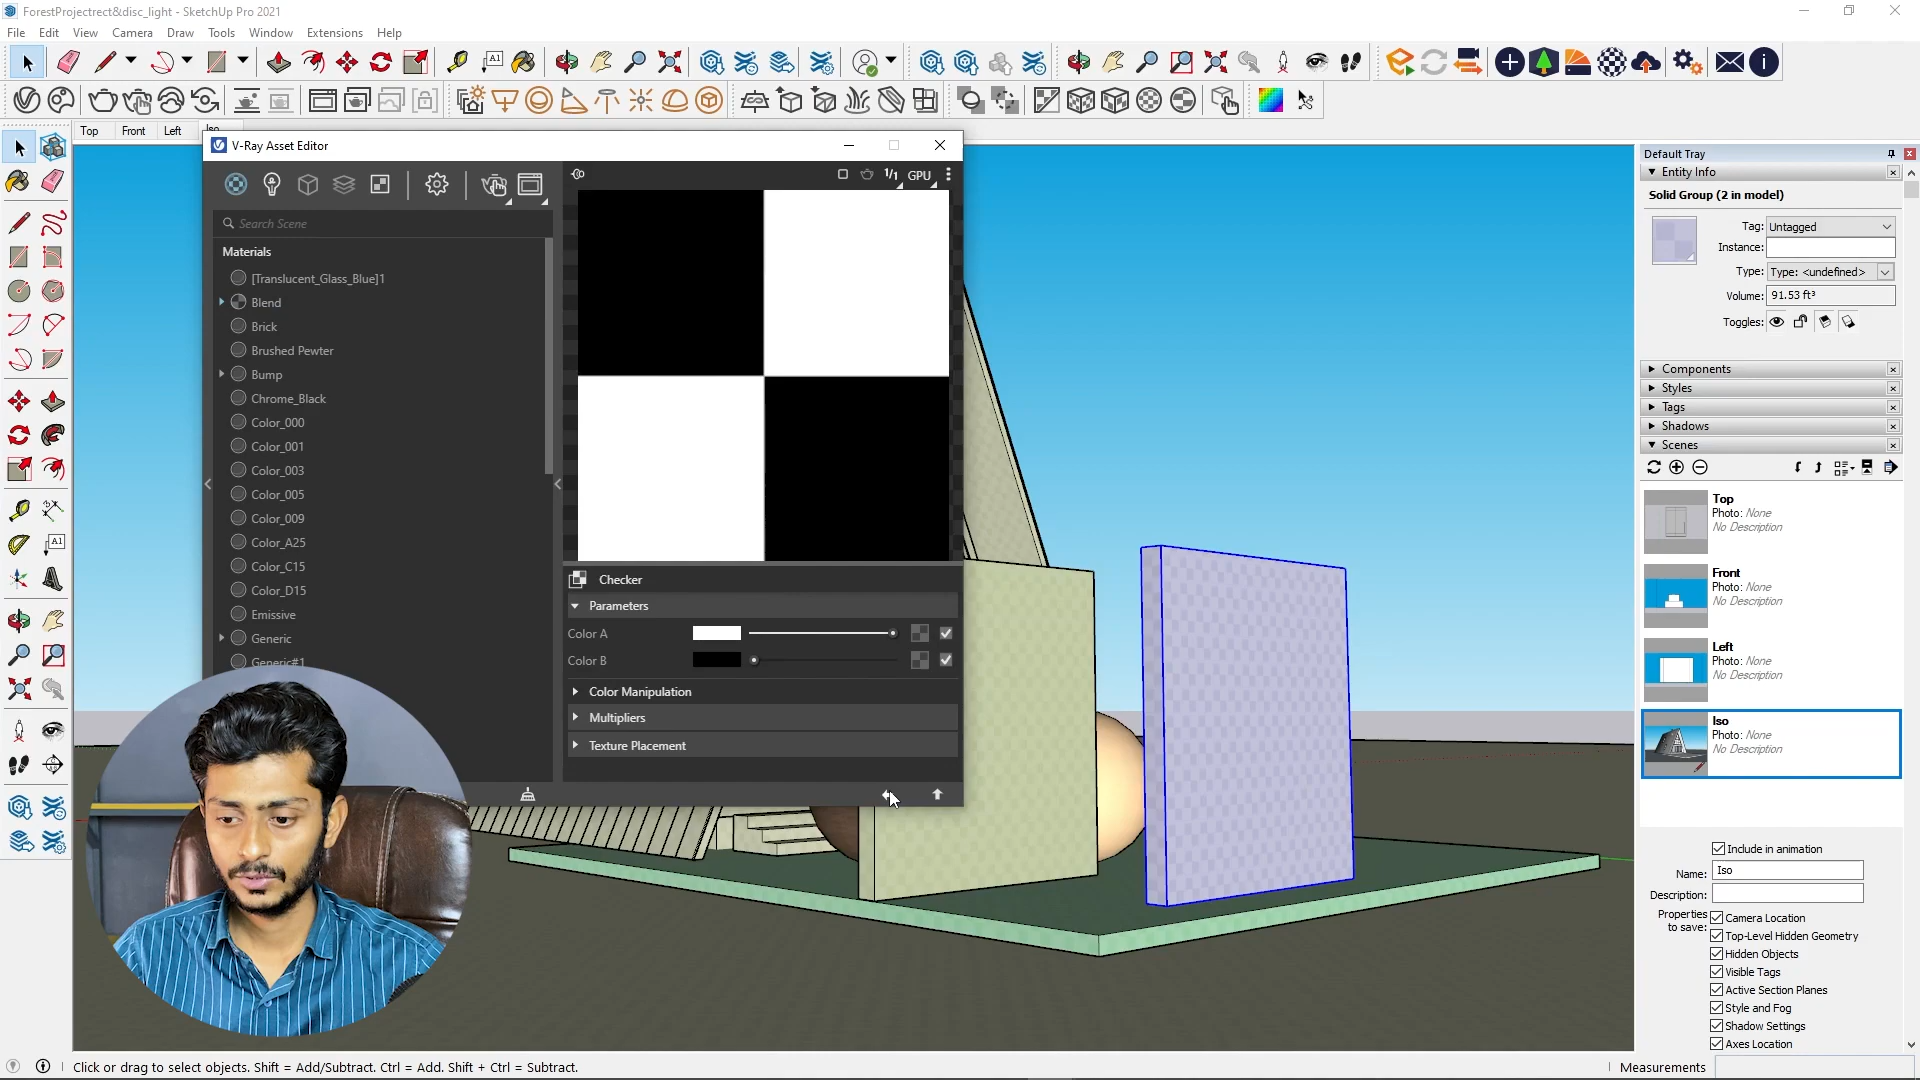 ForestProjectrect&disc_light - SketchUp Pro 2021
File Edit View Camera Draw Tools Window Extensions Help
Top Front Left Iso
V-Ray Asset Editor
1/1 GPU
Search Scene
Materials
[Translucent_Glass_Blue]1
Blend
Brick
Brushed Pewter
Bump
Chrome_Black
Color_000
Color_001
Color_003
Color_005
Color_009
Color_A25
Color_C15
Color_D15
Emissive
Generic
Generic#1
Checker
Parameters
Color A
Color B
Color Manipulation
Multipliers
Texture Placement
Default Tray
Entity Info
Solid Group (2 in model)
Tag: Untagged
Instance:
Type: Type: <undefined>
Volume: 91.53 ft³
Toggles:
Components
Styles
Tags
Shadows
Scenes
Top
Photo: None
No Description
Front
Photo: None
No Description
Left
Photo: None
No Description
Iso
Photo: None
No Description
Include in animation
Name: Iso
Description:
Properties to save:
Camera Location
Top-Level Hidden Geometry
Hidden Objects
Visible Tags
Active Section Planes
Style and Fog
Shadow Settings
Axes Location
Click or drag to select objects. Shift = Add/Subtract. Ctrl = Add. Shift + Ctrl = Subtract.
Measurements